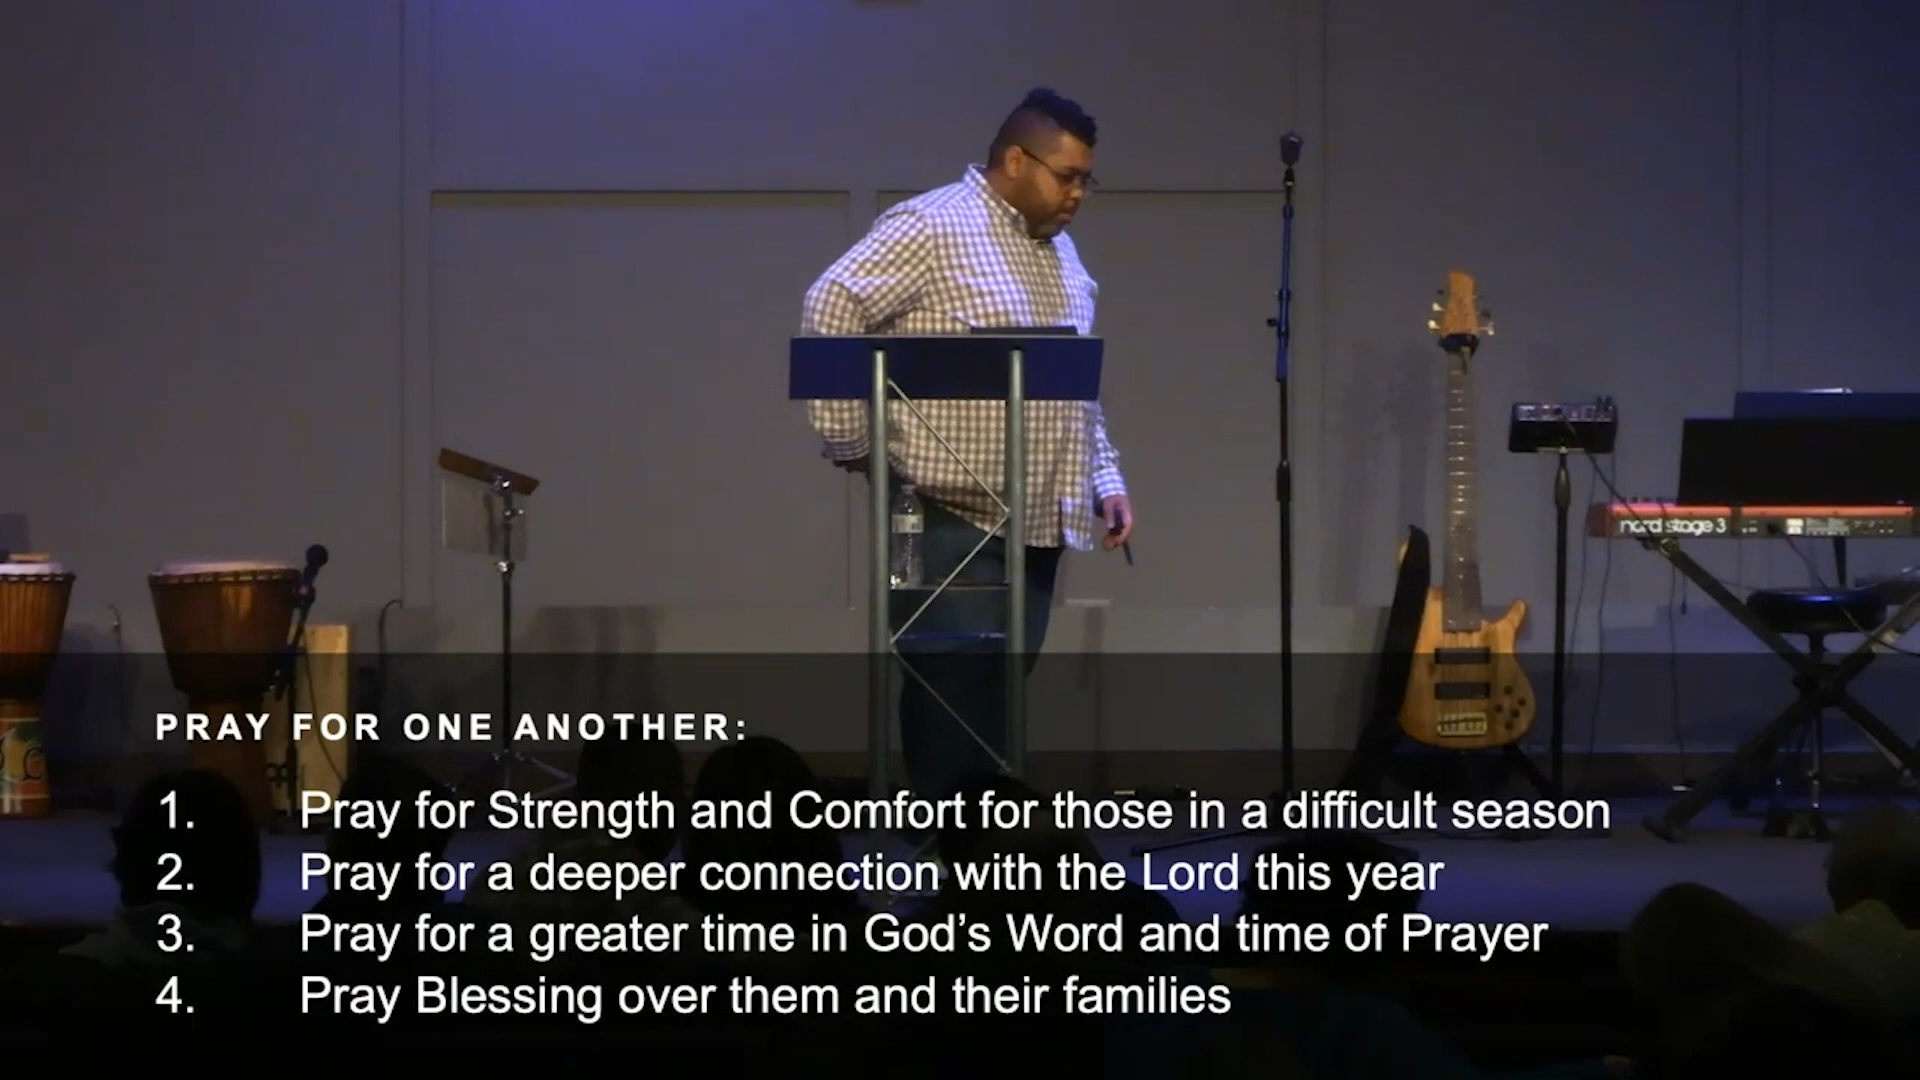 nord stage 3
PRAY FOR ONE ANOTHER:
1. Pray for Strength and Comfort for those in a difficult season
2. Pray for a deeper connection with the Lord this year
3. Pray for a greater time in God’s Word and time of Prayer
4. Pray Blessing over them and their families